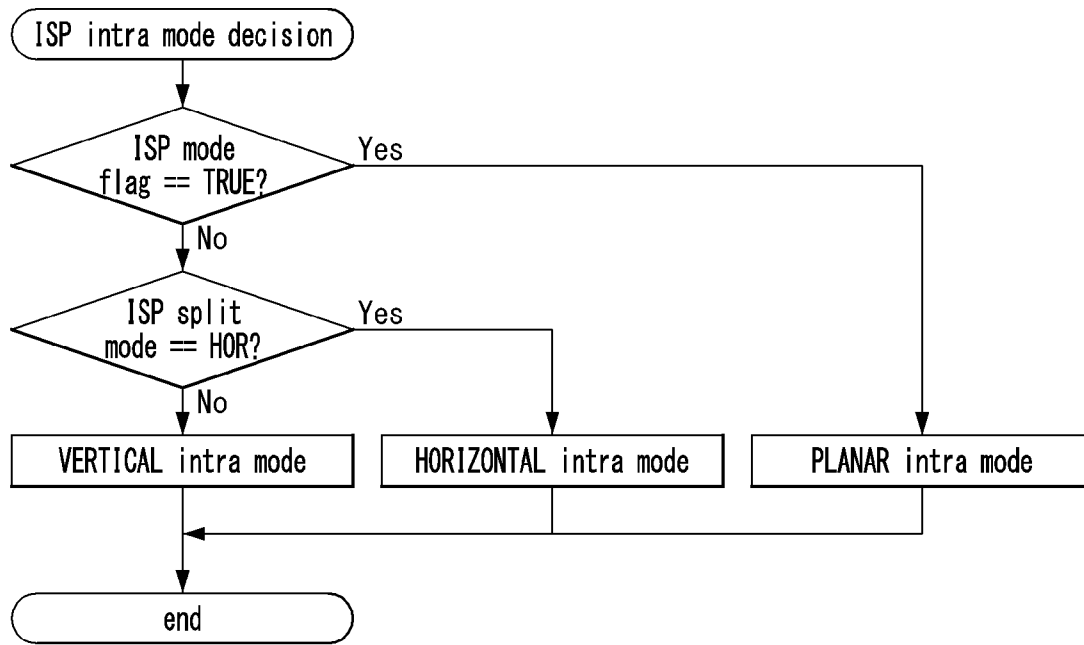 ISP intra mode decision
ISP mode
flag == TRUE?
Yes
No
ISP split
mode == HOR?
Yes
No
VERTICAL intra mode
HORIZONTAL intra mode
PLANAR intra mode
end